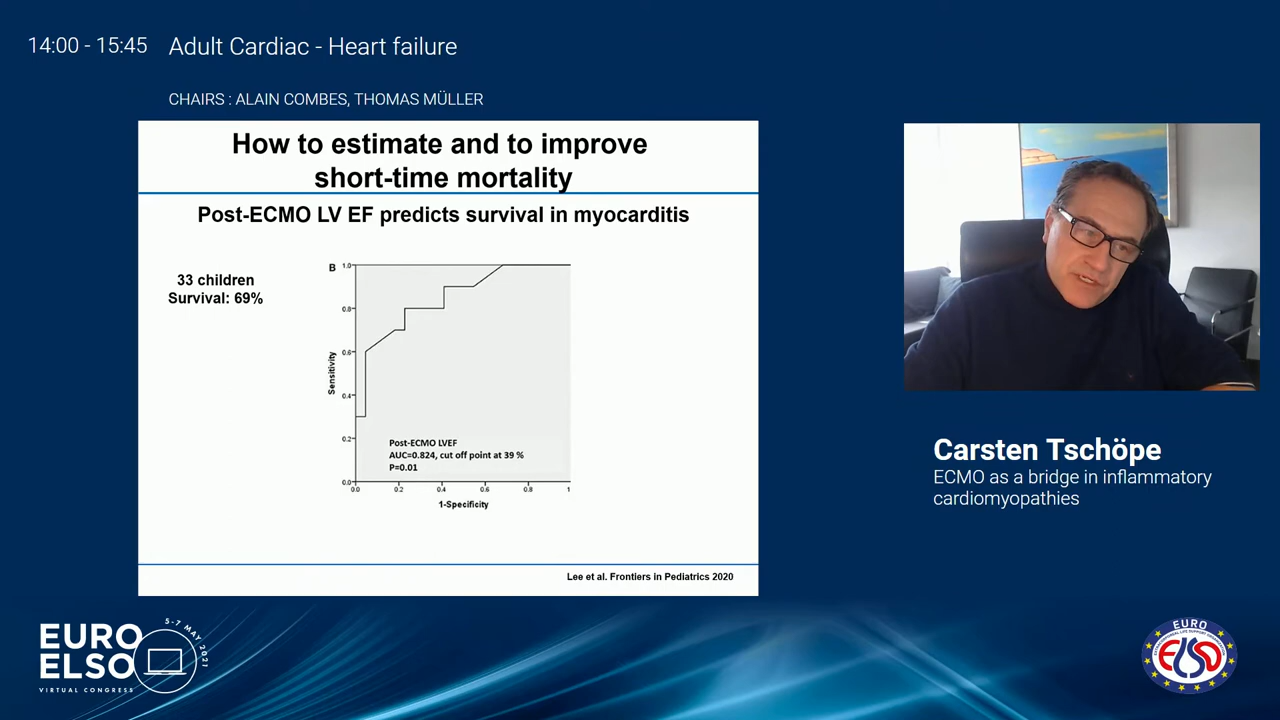 14:00 - 15:45 Adult Cardiac - Heart failure
CHAIRS : ALAIN COMBES, THOMAS MÜLLER
How to estimate and to improve
short-time mortality
Post-ECMO LV EF predicts survival in myocarditis
33 children
Survival: 69%
B
1.0
0.8
0.6
0.4
0.2
0.0
Sensitivity
Post-ECMO LVEF
AUC=0.824, cut off point at 39 %
P=0.01
0.0 0.2 0.4 0.6 0.8 1
1-Specificity
Lee et al. Frontiers in Pediatrics 2020
Carsten Tschöpe
ECMO as a bridge in inflammatory
cardiomyopathies
EURO
ELSO
VIRTUAL CONGRESS
5-7 MAY 2021
EURO
ELSO